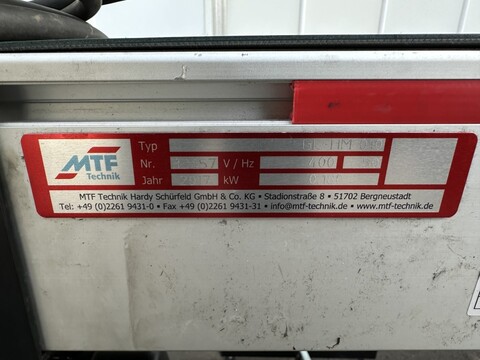 MTF
Technik
Typ
Nr. V / Hz 400
Jahr kW
MTF Technik Hardy Schürfeld GmbH & Co. KG • Stadionstraße 8 • 51702 Bergneustadt
Tel: +49 (0)2261 9431-0 • Fax +49 (0)2261 9431-31 • info@mtf-technik.de • www.mtf-technik.de